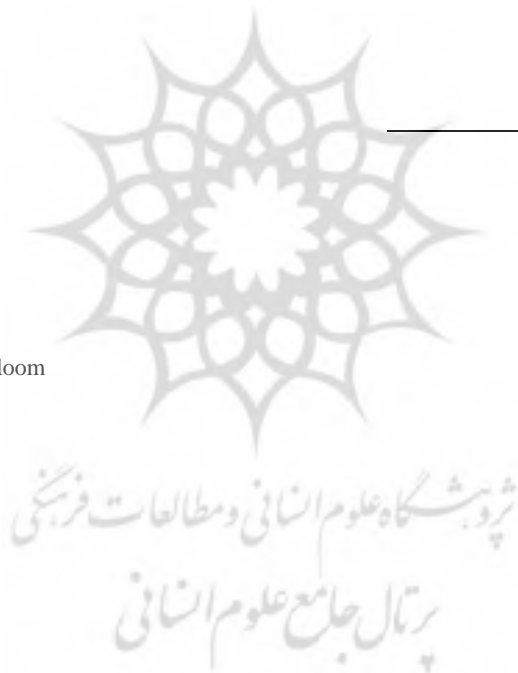 loom
پژوهشگاه علوم انسانی و مطالعات فرهنگی
پرتال جامع علوم انسانی